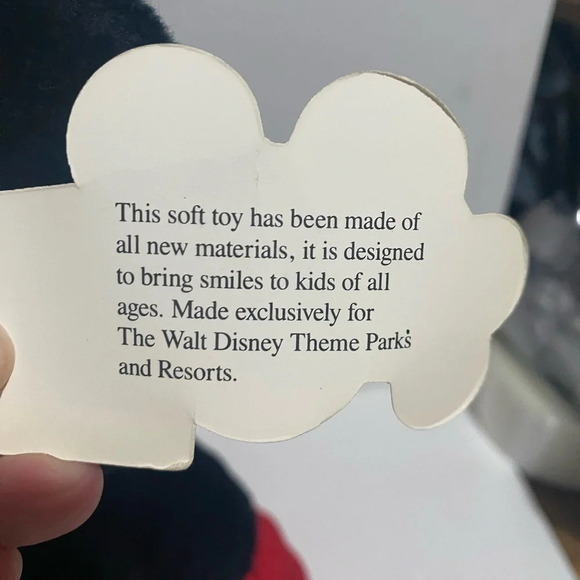 This soft toy has been made of
all new materials, it is designed
to bring smiles to kids of all
ages. Made exclusively for
The Walt Disney Theme Parks
and Resorts.